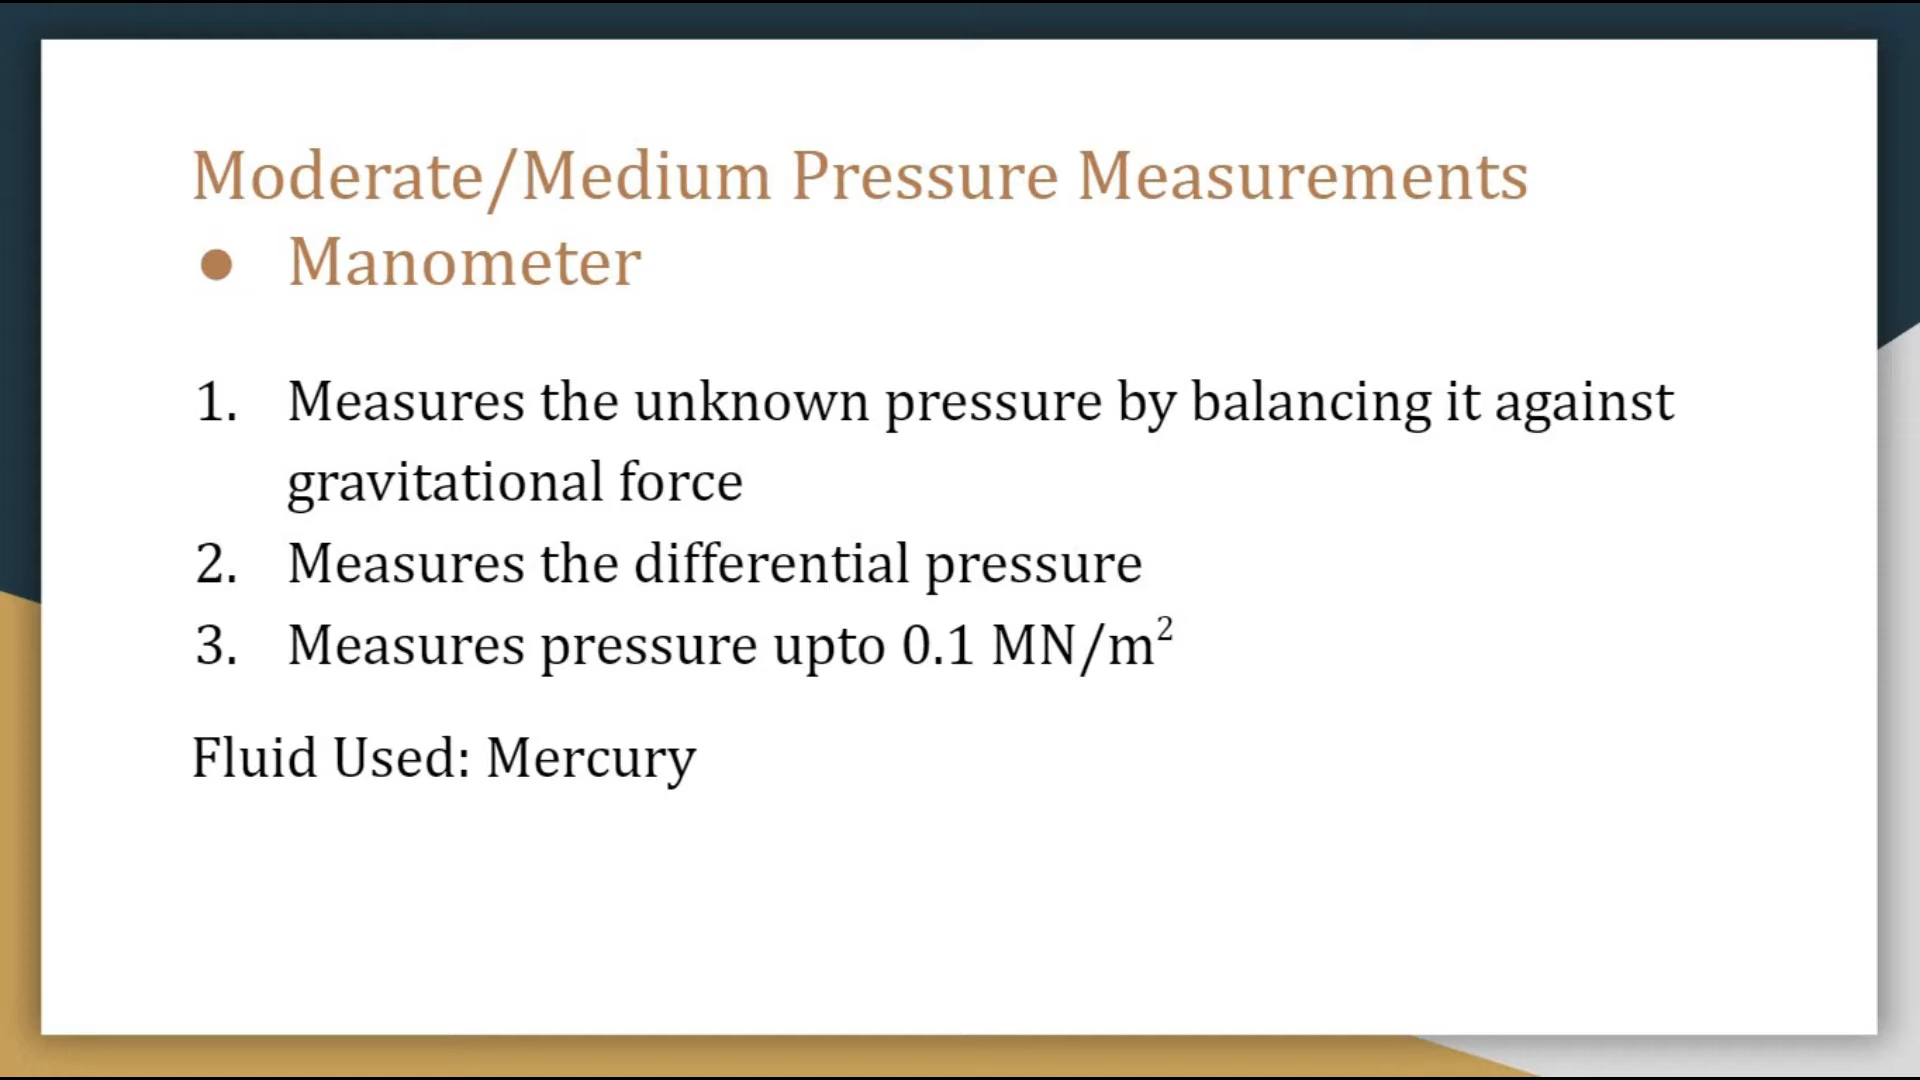 Moderate/Medium Pressure Measurements
● Manometer
1. Measures the unknown pressure by balancing it against
gravitational force
2. Measures the differential pressure
3. Measures pressure upto 0.1 MN/m²
Fluid Used: Mercury